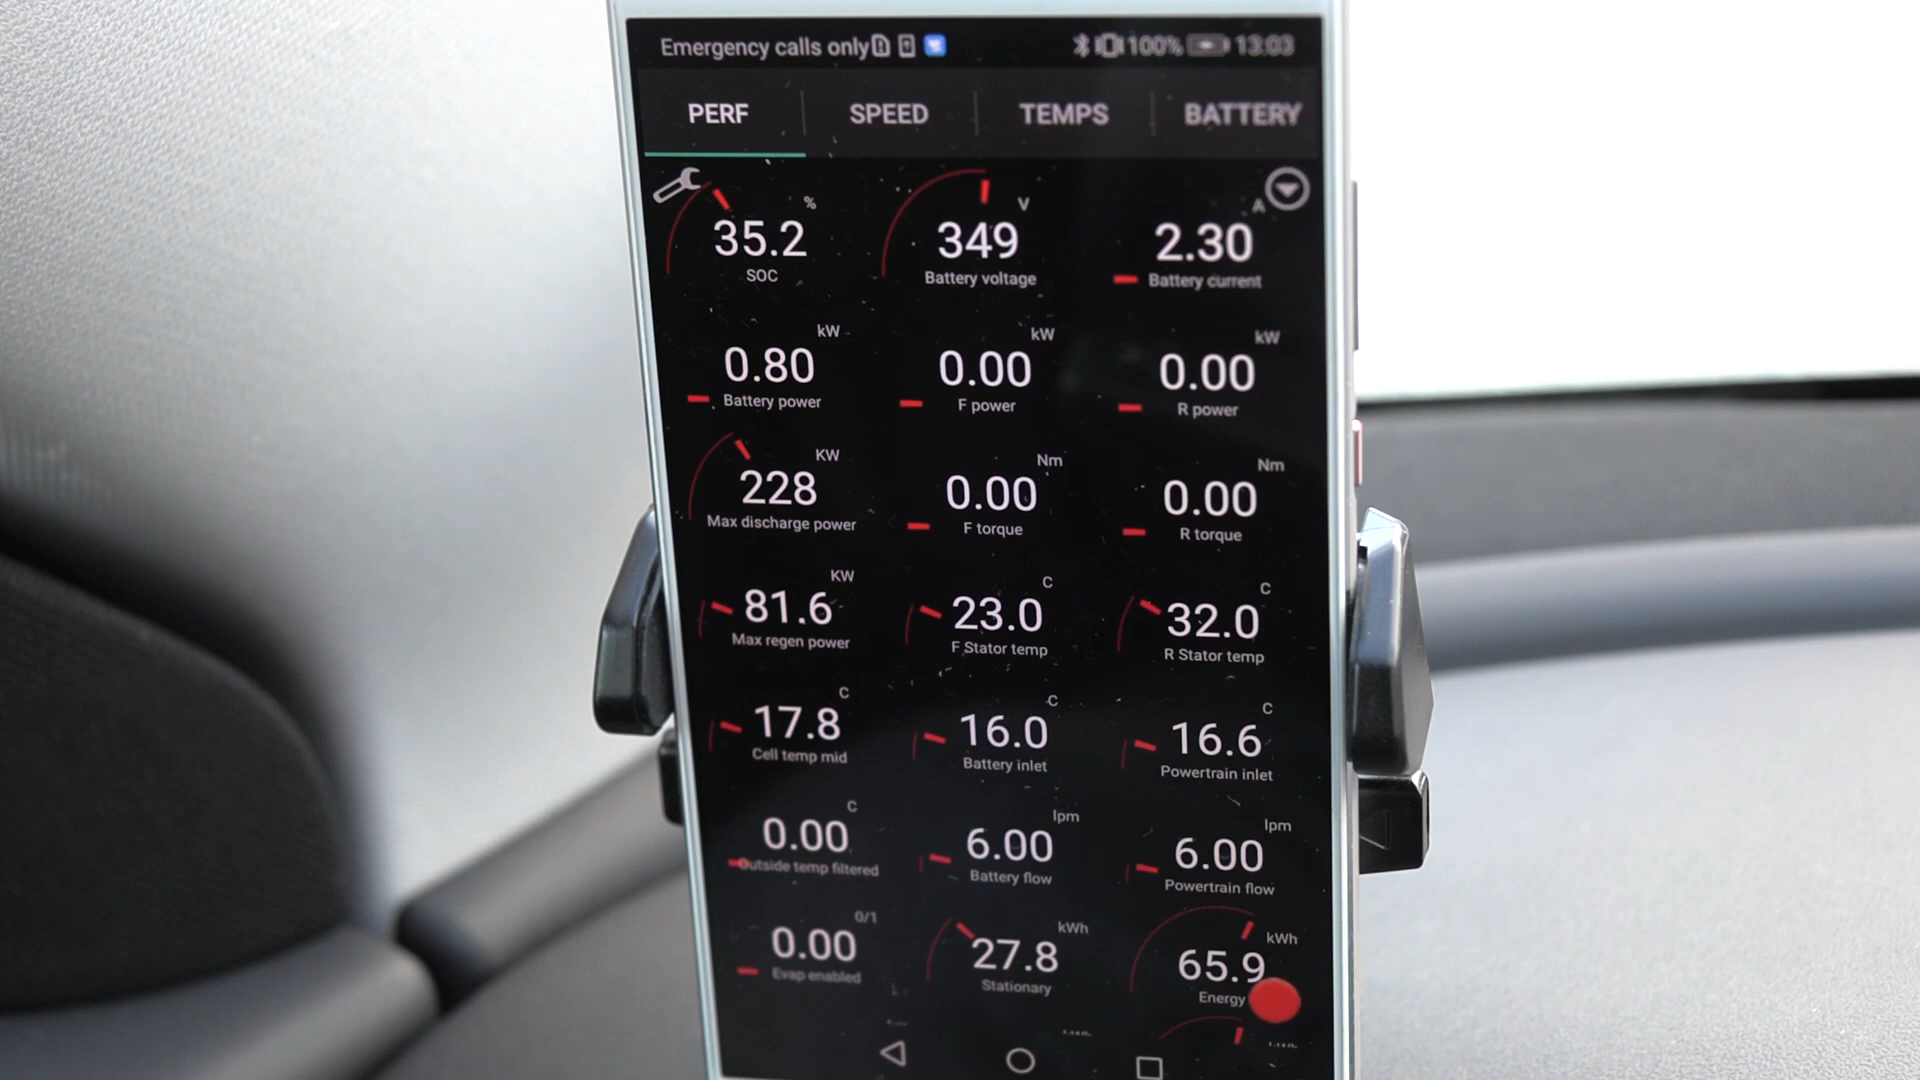 Emergency calls only 100% 13:03
PERF SPEED TEMPS BATTERY
% V A
35.2 349 2.30
SOC Battery voltage Battery current
kW kW kW
0.80 0.00 0.00
Battery power F power R power
KW Nm Nm
228 0.00 0.00
Max discharge power F torque R torque
KW C C
81.6 23.0 32.0
Max regen power F Stator temp R Stator temp
C C C
17.8 16.0 16.6
Cell temp mid Battery inlet Powertrain inlet
C lpm lpm
0.00 6.00 6.00
Outside temp filtered Battery flow Powertrain flow
0/1 kWh kWh
0.00 27.8 65.9
Evap enabled Stationary Energy